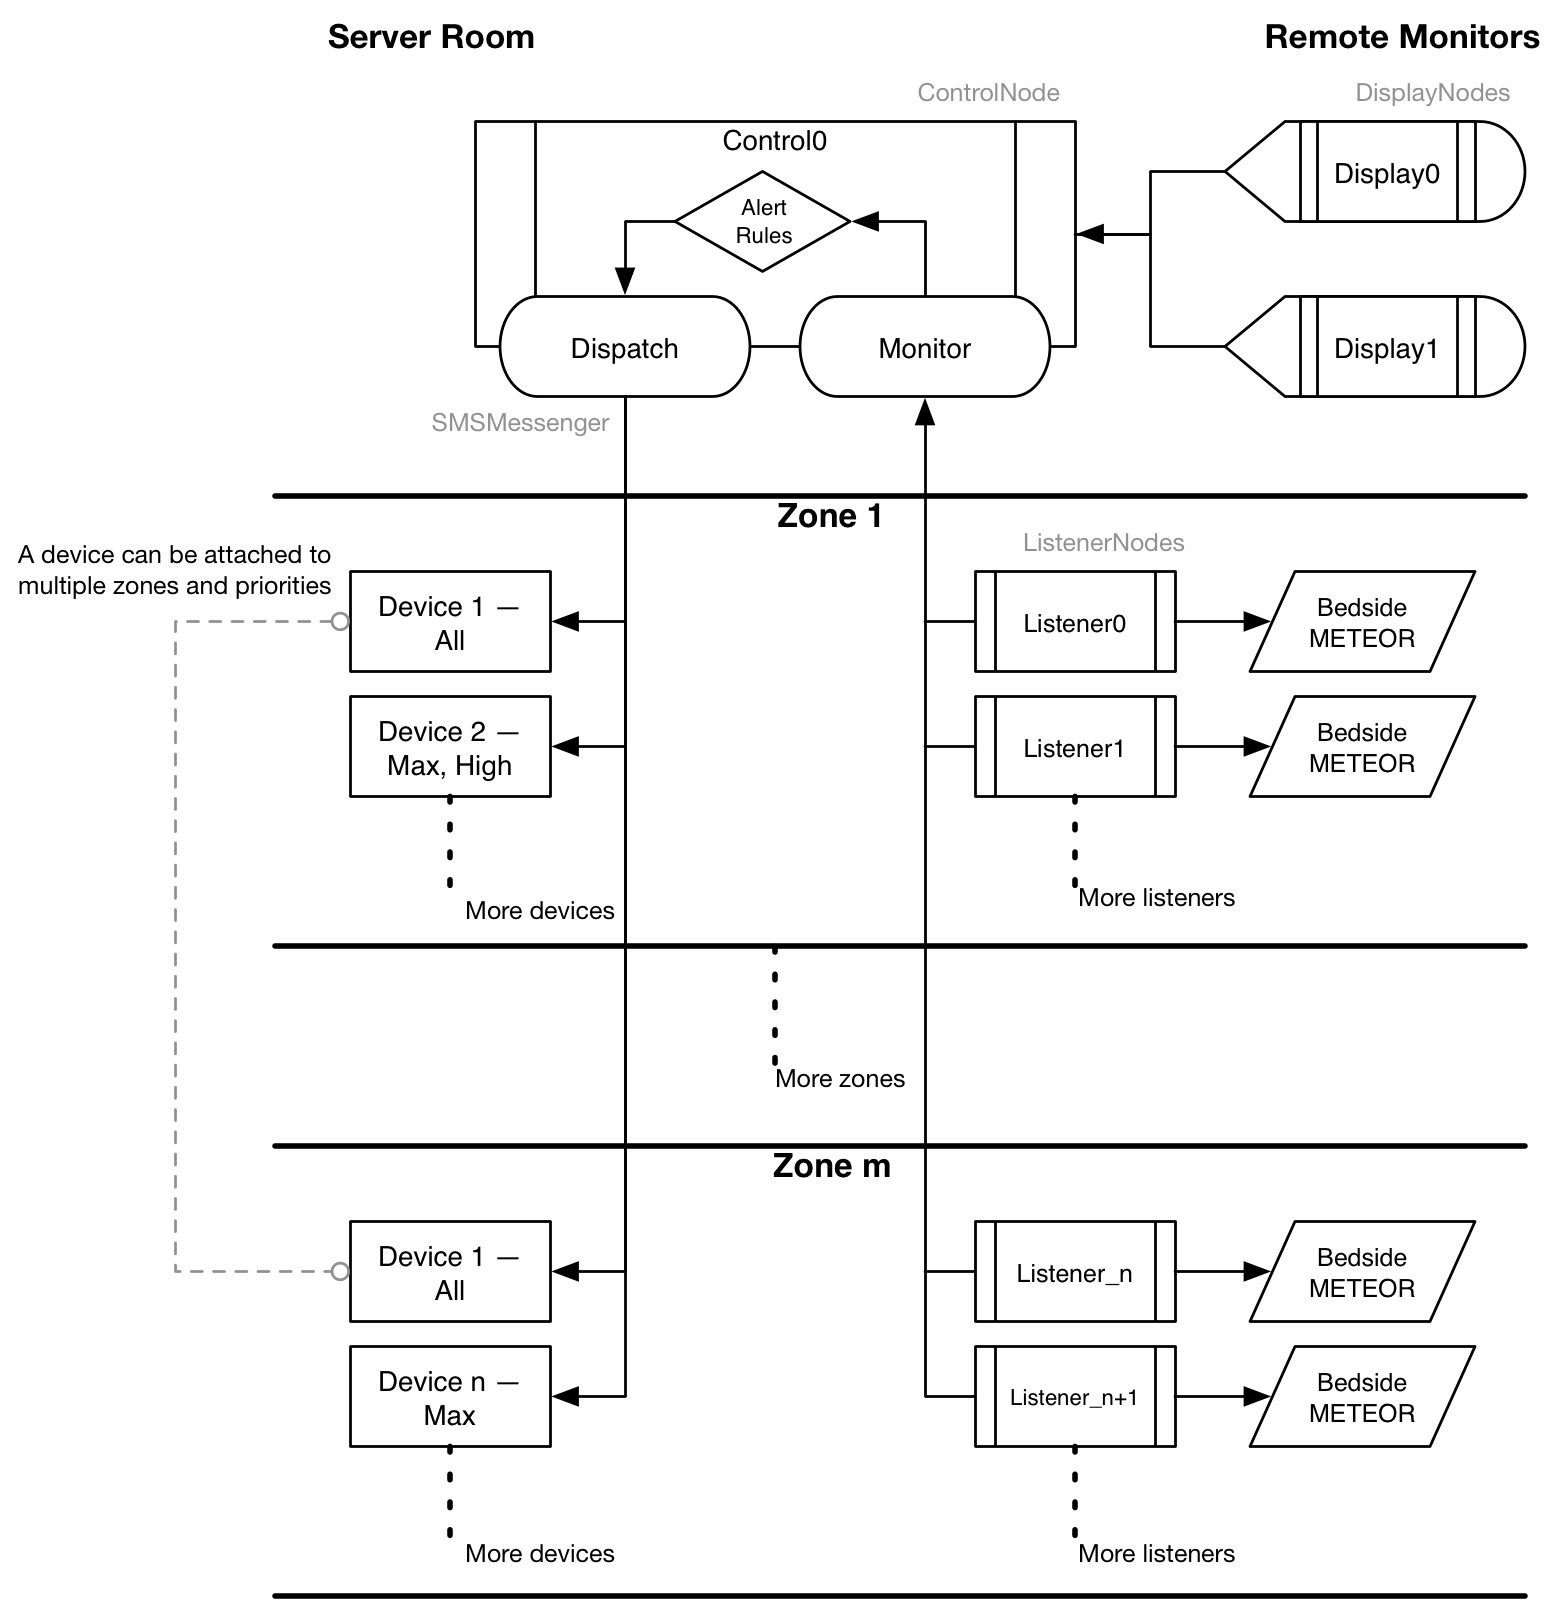 Server Room
Remote Monitors
ControlNode
DisplayNodes
Control0
Alert
Rules
Display0
Dispatch
Monitor
Display1
SMSMessenger
Zone 1
A device can be attached to
multiple zones and priorities
ListenerNodes
Device 1 —
All
Listener0
Bedside
METEOR
Device 2 —
Max, High
Listener1
Bedside
METEOR
More devices
More listeners
More zones
Zone m
Device 1 —
All
Listener_n
Bedside
METEOR
Device n —
Max
Listener_n+1
Bedside
METEOR
More devices
More listeners